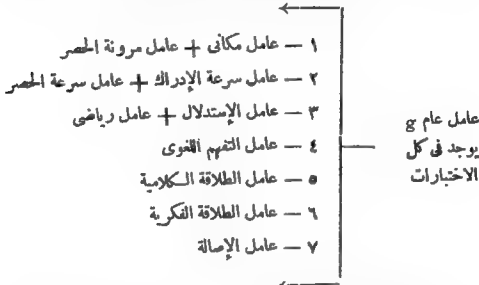 ١ — عامل مكانى + عامل مرونة الحصر
٢ — عامل سرعة الإدراك + عامل سرعة الحصر
٣ — عامل الإستدلال + عامل رياضى
٤ — عامل التفهم اللغوى
٥ — عامل الطلاقة الكلامية
٦ — عامل الطلاقة الفكرية
٧ — عامل الإصالة
عامل عام g
يوجد فى كل
الاختبارات